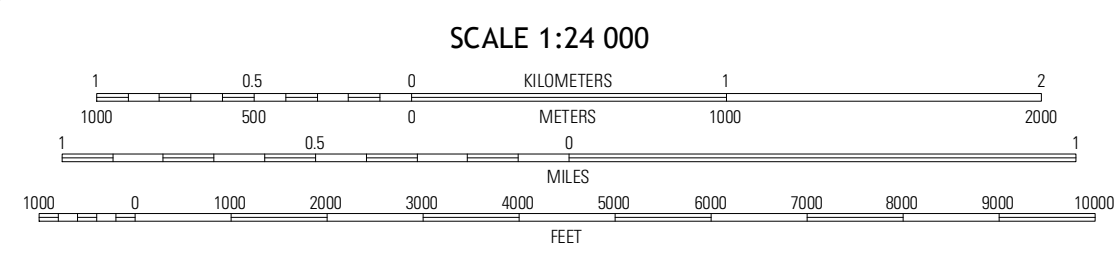 SCALE 1:24 000
1 0.5 0 KILOMETERS 1 2
1000 500 0 METERS 1000 2000
1 0.5 0 1
MILES
1000 0 1000 2000 3000 4000 5000 6000 7000 8000 9000 10000
FEET